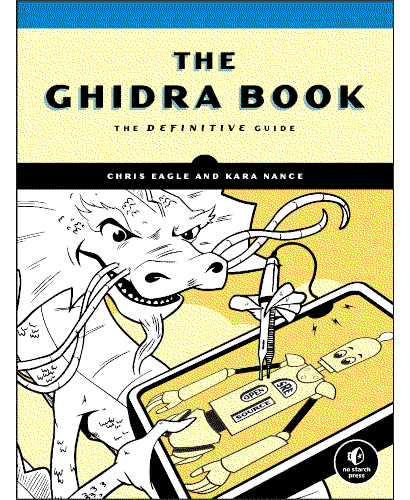 THE
GHIDRA BOOK
THE DEFINITIVE GUIDE
CHRIS EAGLE AND KARA NANCE
OPEN
SOURCE
no starch
press